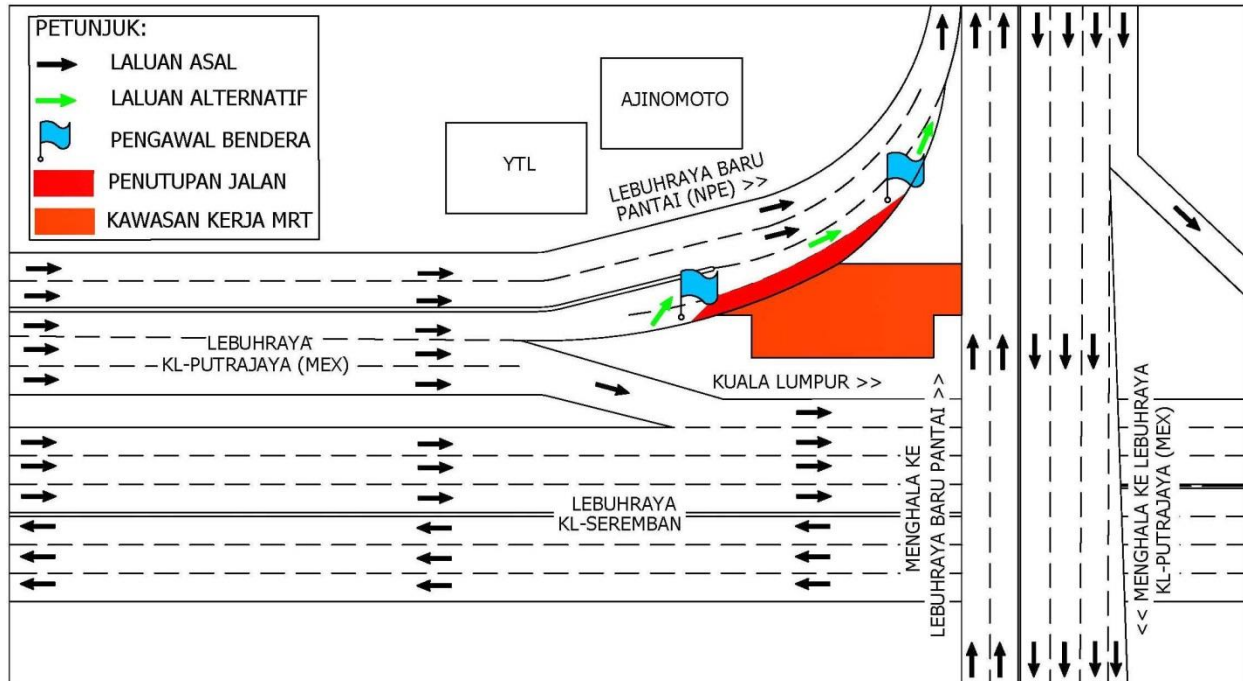 PETUNJUK:
LALUAN ASAL
LALUAN ALTERNATIF
PENGAWAL BENDERA
PENUTUPAN JALAN
KAWASAN KERJA MRT
AJINOMOTO
YTL
LEBUHRAYA BARU
PANTAI (NPE) >>
LEBUHRAYA
KL-PUTRAJAYA (MEX)
KUALA LUMPUR >>
LEBUHRAYA
KL-SEREMBAN
MENGHALA KE
LEBUHRAYA BARU PANTAI >>
<< MENGHALA KE LEBUHRAYA
KL-PUTRAJAYA (MEX)